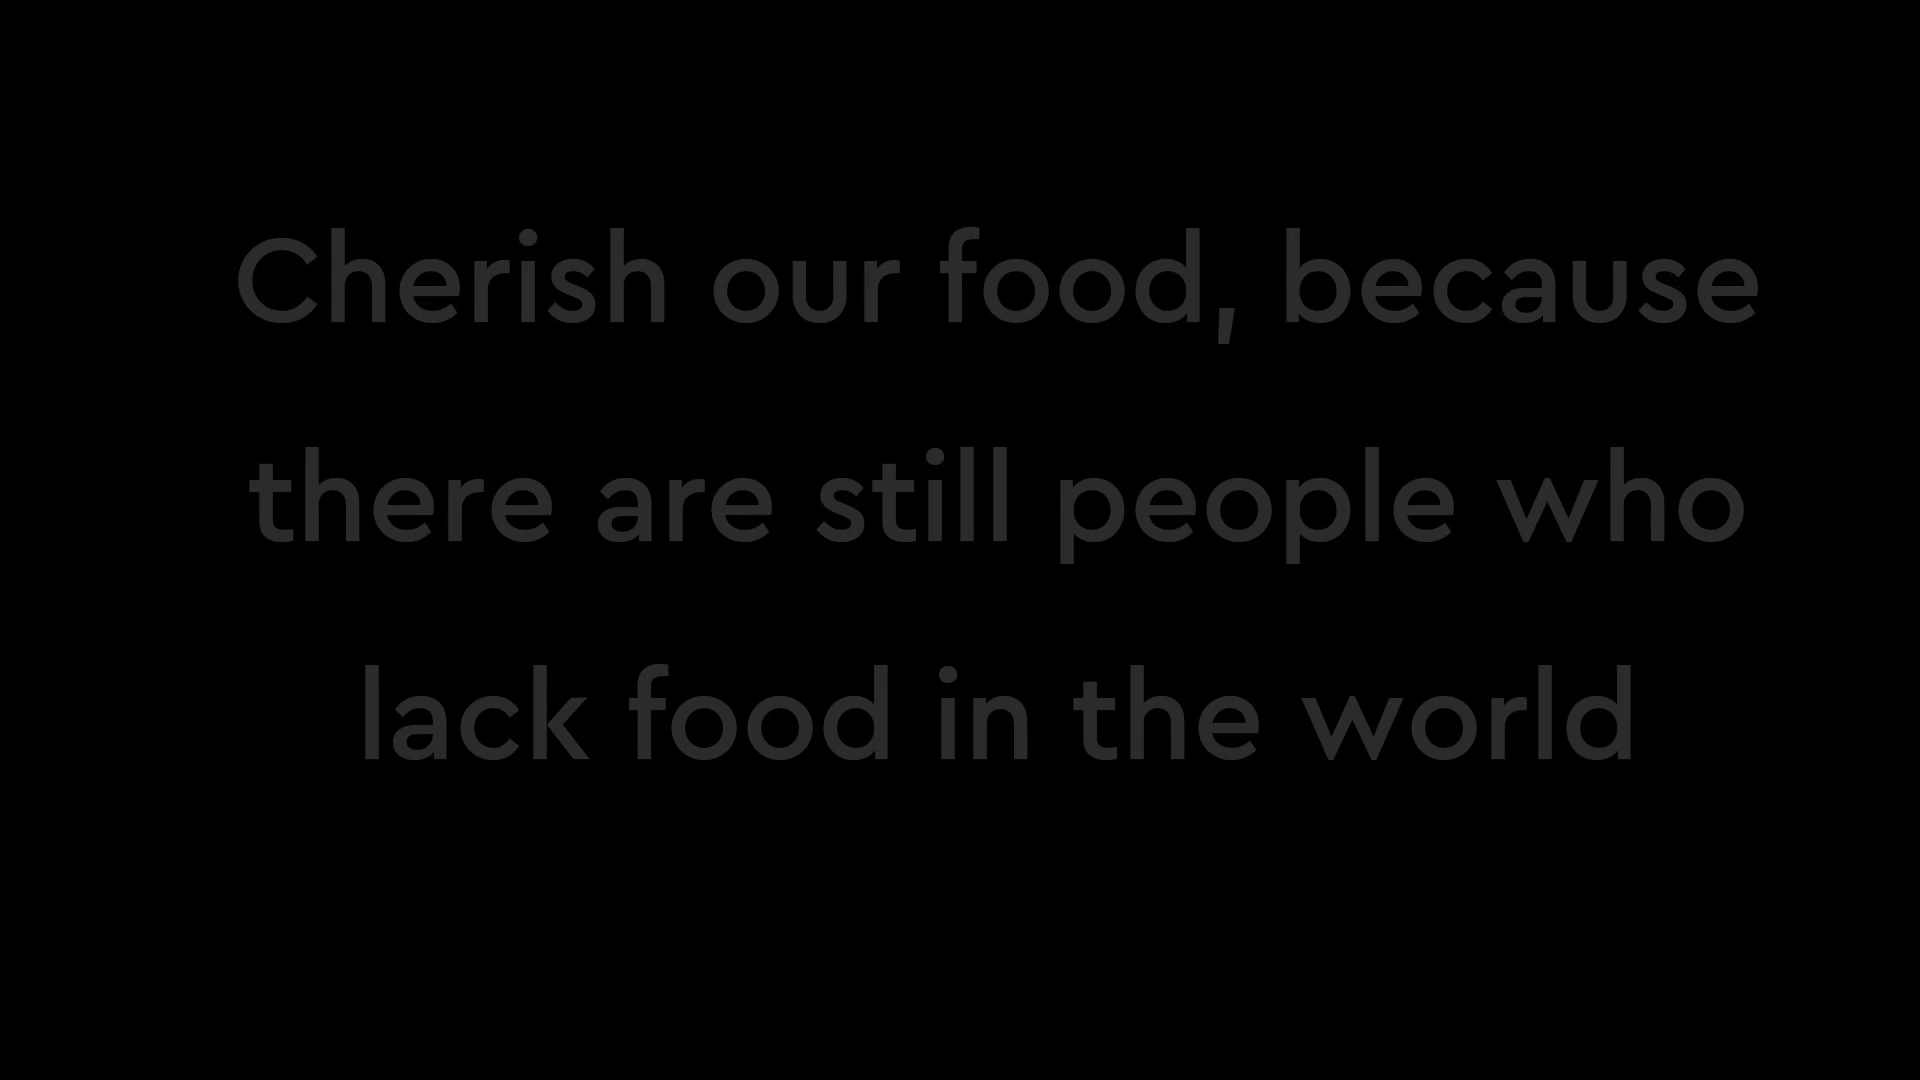 Cherish our food, because
there are still people who
lack food in the world